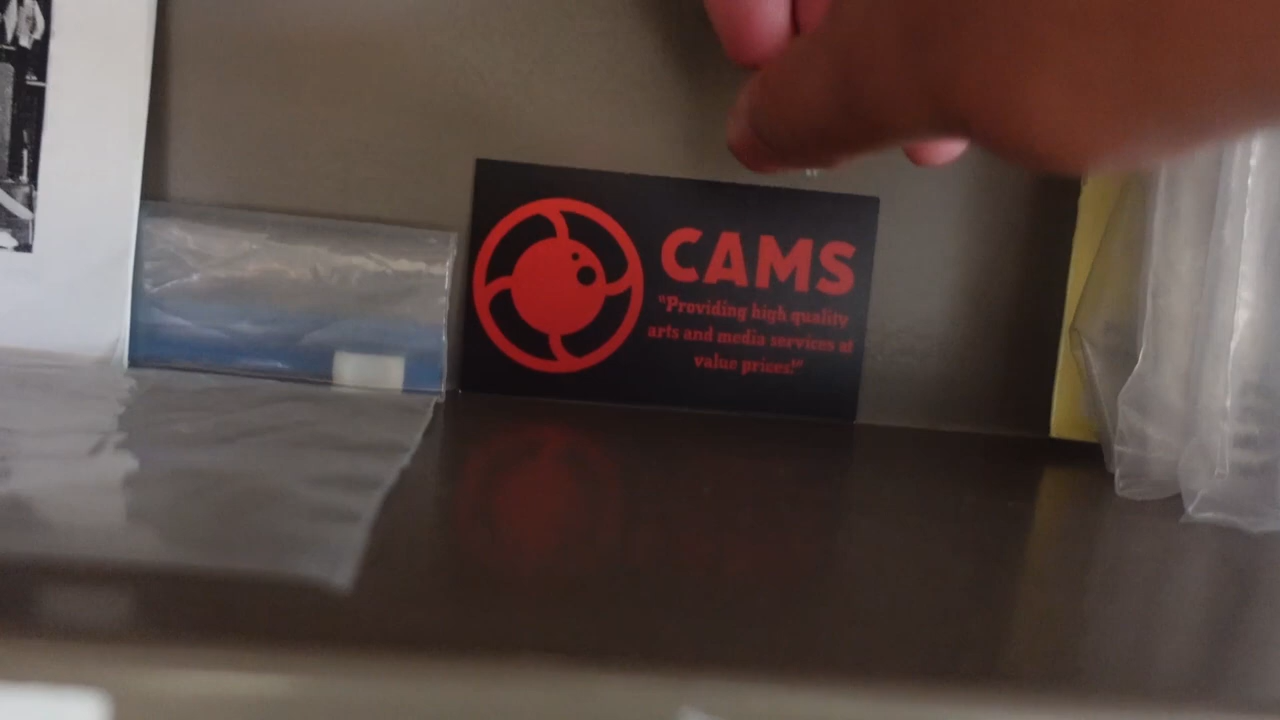 CAMS
"Providing high quality
arts and media services at
value prices!"